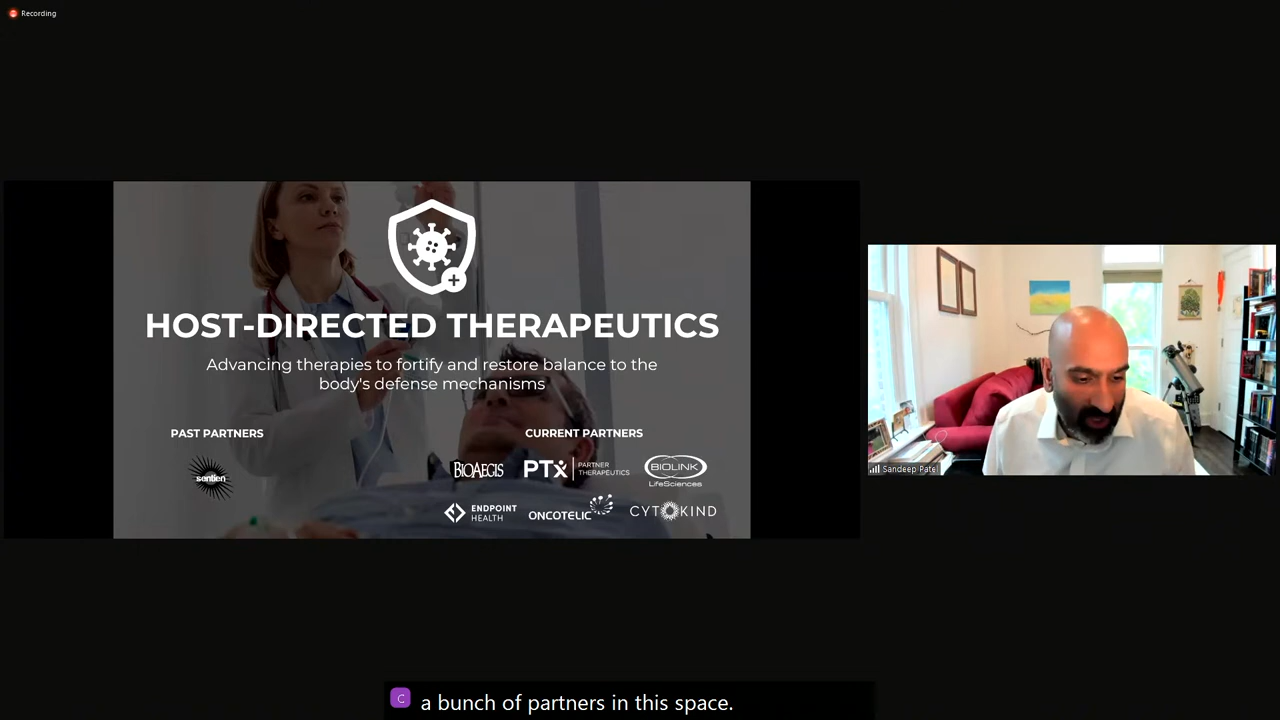 Recording
HOST-DIRECTED THERAPEUTICS
Advancing therapies to fortify and restore balance to the
body's defense mechanisms
PAST PARTNERS
CURRENT PARTNERS
sentien
BIOAEGIS
PTx PARTNER
THERAPEUTICS
BIOLINK
LifeSciences
ENDPOINT
HEALTH
ONCOTELIC
CYTOKIND
Sandeep Patel
C
a bunch of partners in this space.